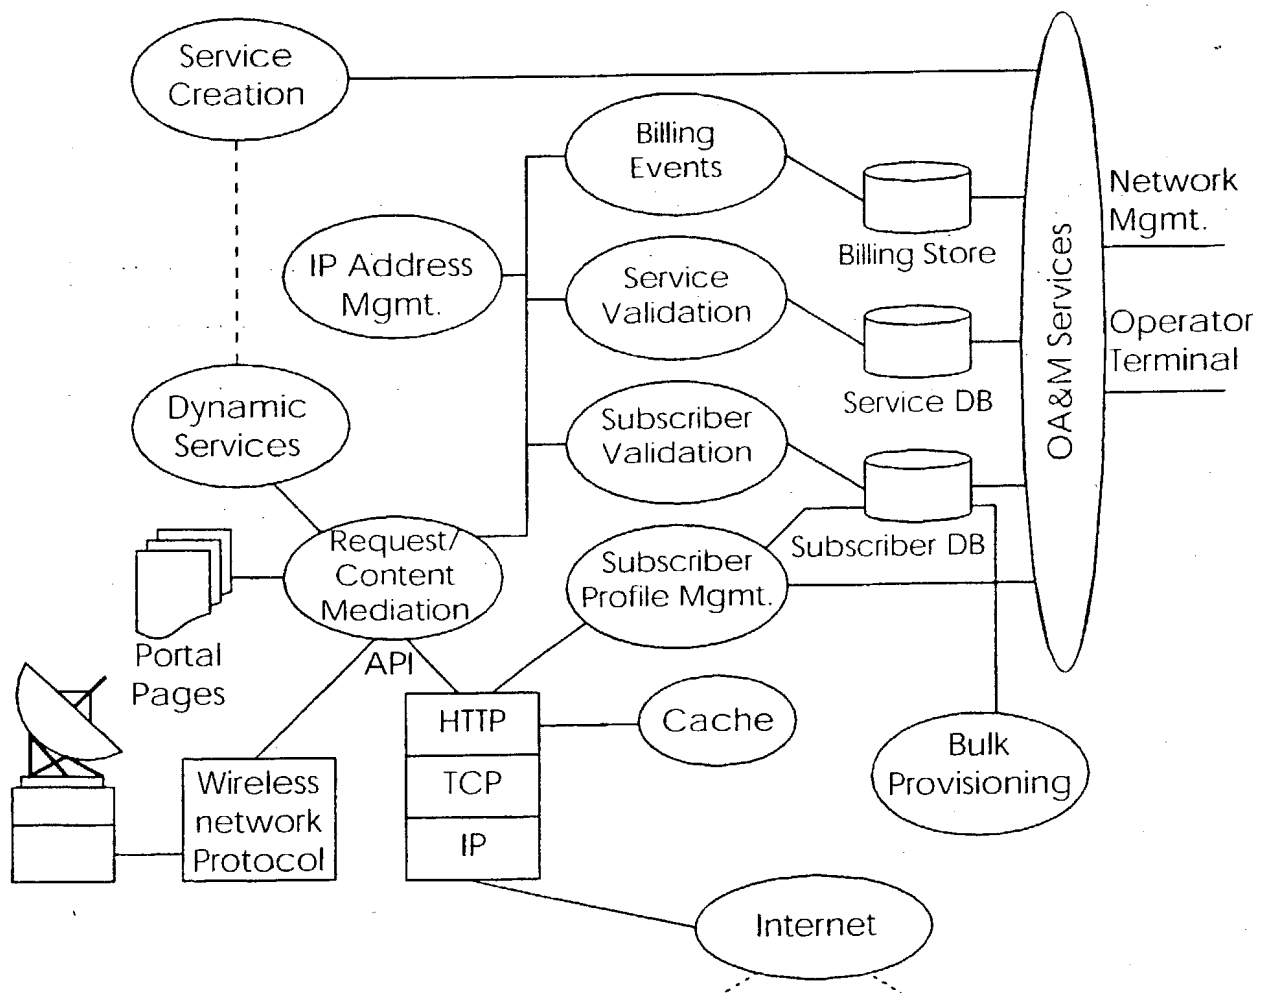 Service
Creation
Billing
Events
Network
Mgmt.
Billing Store
IP Address
Mgmt.
Service
Validation
OA&M Services
Operator
Terminal
Service DB
Dynamic
Services
Subscriber
Validation
Request/
Content
Mediation
Subscriber DB
Subscriber
Profile Mgmt.
Portal
Pages
API
HTTP
TCP
IP
Cache
Bulk
Provisioning
Wireless
network
Protocol
Internet